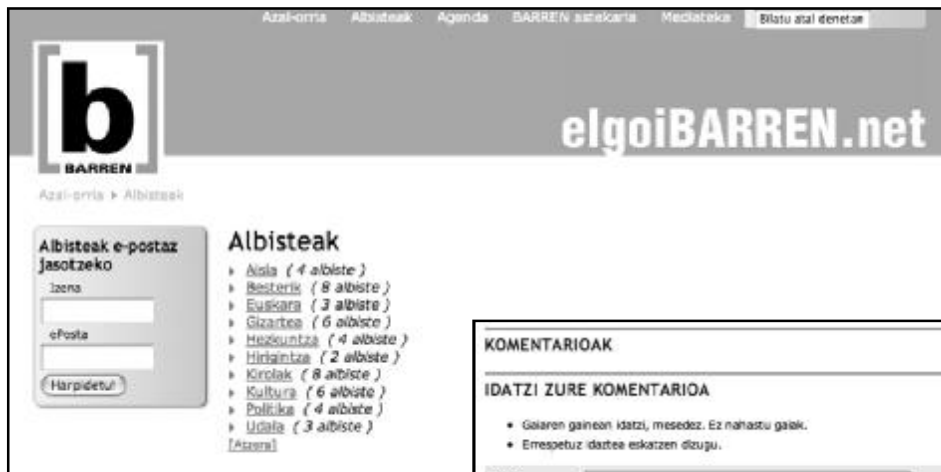 Azal-orria Albisteak Agenda BARREN astekaria Mediateka Bilatu atal denetan
b
BARREN
elgoiBARREN.net
Azal-orria Albisteak
Albisteak e-postaz
jasotzeko
Izena
ePosta
Harpidetu!
Albisteak
Aisia ( 4 albiste )
Besterik ( 8 albiste )
Euskara ( 3 albiste )
Gizartea ( 6 albiste )
Hezkuntza ( 4 albiste )
Hirigintza ( 2 albiste )
Kirolak ( 8 albiste )
Kultura ( 6 albiste )
Politika ( 4 albiste )
Udala ( 3 albiste )
[Atzera]
KOMENTARIOAK
IDATZI ZURE KOMENTARIOA
• Gaiaren gainean idatzi, mesedez. Ez nahastu gaiak.
• Errespetuz idaztea eskatzen dizugu.